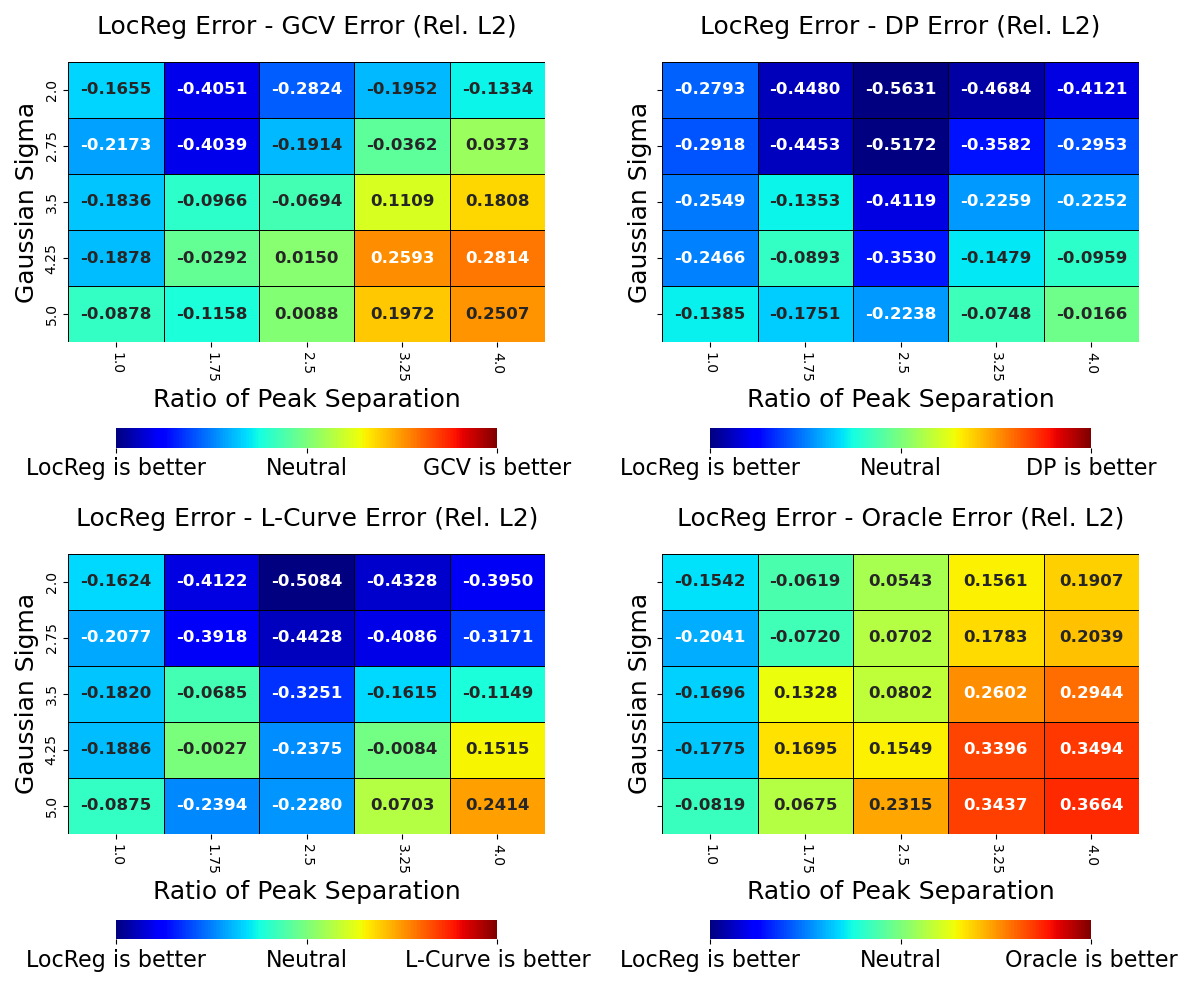 LocReg Error - GCV Error (Rel. L2)
Gaussian Sigma
2.0 -0.1655 -0.4051 -0.2824 -0.1952 -0.1334
2.75 -0.2173 -0.4039 -0.1914 -0.0362 0.0373
3.5 -0.1836 -0.0966 -0.0694 0.1109 0.1808
4.25 -0.1878 -0.0292 0.0150 0.2593 0.2814
5.0 -0.0878 -0.1158 0.0088 0.1972 0.2507
1.0 1.75 2.5 3.25 4.0
Ratio of Peak Separation
LocReg is better Neutral GCV is better
LocReg Error - DP Error (Rel. L2)
Gaussian Sigma
-0.2793 -0.4480 -0.5631 -0.4684 -0.4121
-0.2918 -0.4453 -0.5172 -0.3582 -0.2953
-0.2549 -0.1353 -0.4119 -0.2259 -0.2252
-0.2466 -0.0893 -0.3530 -0.1479 -0.0959
-0.1385 -0.1751 -0.2238 -0.0748 -0.0166
1.0 1.75 2.5 3.25 4.0
Ratio of Peak Separation
LocReg is better Neutral DP is better
LocReg Error - L-Curve Error (Rel. L2)
Gaussian Sigma
2.0 -0.1624 -0.4122 -0.5084 -0.4328 -0.3950
2.75 -0.2077 -0.3918 -0.4428 -0.4086 -0.3171
3.5 -0.1820 -0.0685 -0.3251 -0.1615 -0.1149
4.25 -0.1886 -0.0027 -0.2375 -0.0084 0.1515
5.0 -0.0875 -0.2394 -0.2280 0.0703 0.2414
1.0 1.75 2.5 3.25 4.0
Ratio of Peak Separation
LocReg is better Neutral L-Curve is better
LocReg Error - Oracle Error (Rel. L2)
Gaussian Sigma
-0.1542 -0.0619 0.0543 0.1561 0.1907
-0.2041 -0.0720 0.0702 0.1783 0.2039
-0.1696 0.1328 0.0802 0.2602 0.2944
-0.1775 0.1695 0.1549 0.3396 0.3494
-0.0819 0.0675 0.2315 0.3437 0.3664
1.0 1.75 2.5 3.25 4.0
Ratio of Peak Separation
LocReg is better Neutral Oracle is better